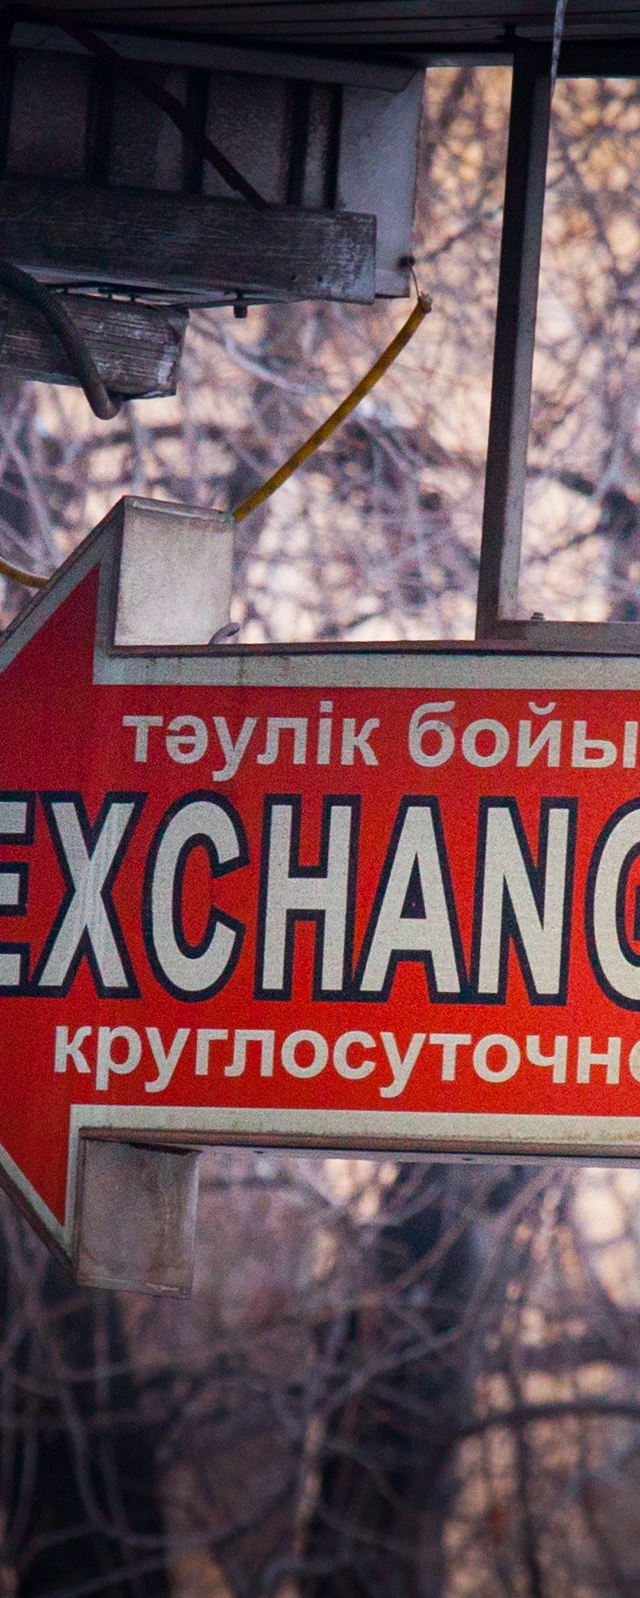 тәулік бойы
EXCHANG
круглосуточно